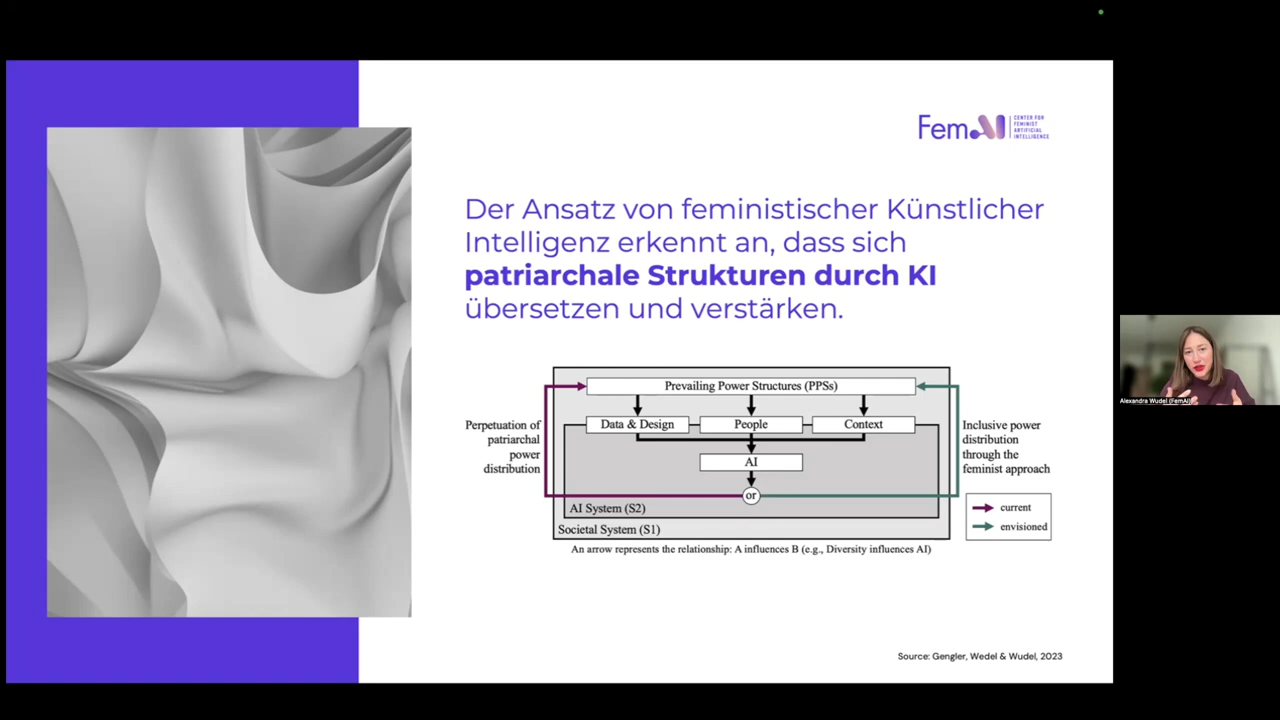 Fem.AI
CENTER FOR
FEMINIST
ARTIFICIAL
INTELLIGENCE
Der Ansatz von feministischer Künstlicher
Intelligenz erkennt an, dass sich
patriarchale Strukturen durch KI
übersetzen und verstärken.
Prevailing Power Structures (PPSs)
Data & Design
People
Context
Perpetuation of
patriarchal
power
distribution
AI
or
AI System (S2)
Societal System (S1)
Inclusive power
distribution
through the
feminist approach
current
envisioned
An arrow represents the relationship: A influences B (e.g., Diversity influences AI)
Source: Gengler, Wedel & Wudel, 2023
Alexandra Wudel (FemAI)